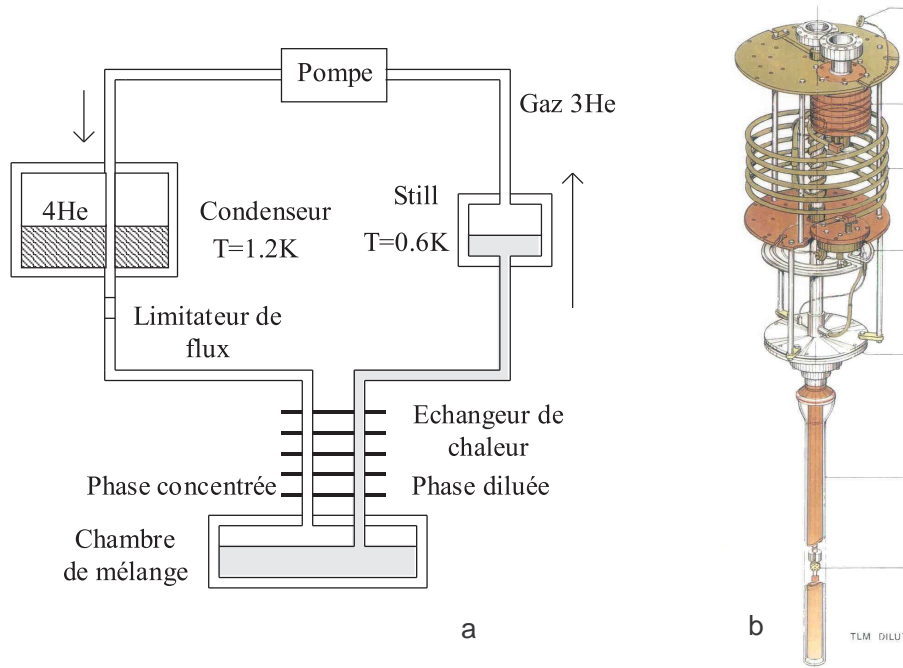 Pompe
Gaz 3He
4He
Condenseur
T=1.2K
Still
T=0.6K
Limitateur de
flux
Echangeur de
chaleur
Phase concentrée
Phase diluée
Chambre
de mélange
a
b
TLM DILU